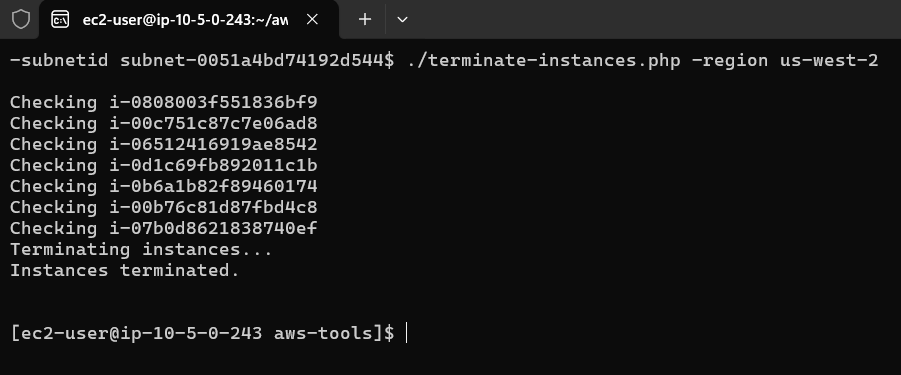 ec2-user@ip-10-5-0-243:~/aw
-subnetid subnet-0051a4bd74192d544$ ./terminate-instances.php -region us-west-2
Checking i-0808003f551836bf9
Checking i-00c751c87c7e06ad8
Checking i-06512416919ae8542
Checking i-0d1c69fb892011c1b
Checking i-0b6a1b82f89460174
Checking i-00b76c81d87fbd4c8
Checking i-07b0d8621838740ef
Terminating instances...
Instances terminated.
[ec2-user@ip-10-5-0-243 aws-tools]$